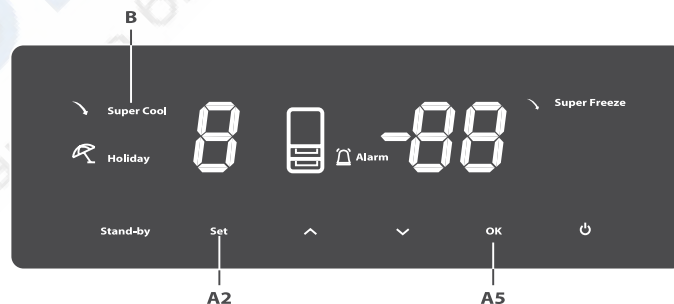 B
Super Cool
8
-88
Super Freeze
Holiday
Alarm
Stand-by
Set
OK
A2
A5